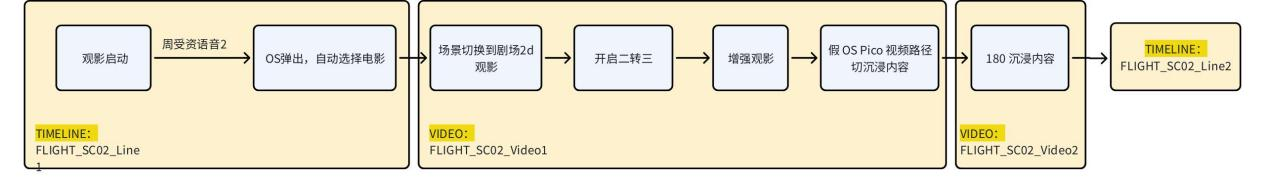 观影启动
周受资语音2
OS弹出，自动选择电影
TIMELINE：
FLIGHT_SC02_Line
1
场景切换到剧场2d
观影
开启二转三
增强观影
假 OS Pico 视频路径
切沉浸内容
VIDEO：
FLIGHT_SC02_Video1
180 沉浸内容
VIDEO：
FLIGHT_SC02_Video2
TIMELINE：
FLIGHT_SC02_Line2